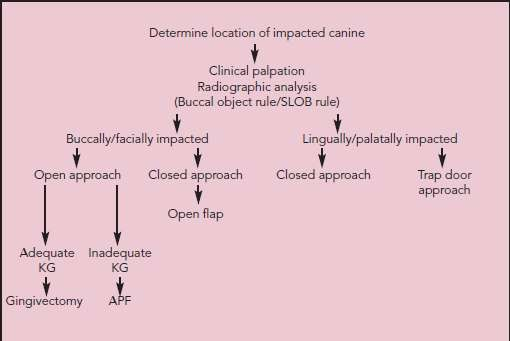 Determine location of impacted canine
Clinical palpation
Radiographic analysis
(Buccal object rule/SLOB rule)
Buccally/facially impacted
Lingually/palatally impacted
Open approach
Closed approach
Closed approach
Trap door
approach
Open flap
Adequate
KG
Inadequate
KG
Gingivectomy
APF